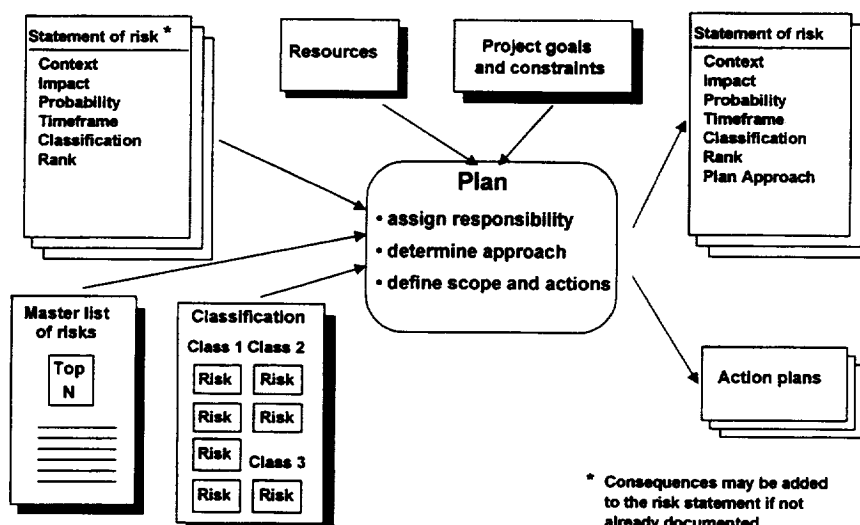 Statement of risk *
Context
Impact
Probability
Timeframe
Classification
Rank
Resources
Project goals
and constraints
Statement of risk
Context
Impact
Probability
Timeframe
Classification
Rank
Plan Approach
Plan
• assign responsibility
• determine approach
• define scope and actions
Master list
of risks
Top
N
Classification
Class 1 Class 2
Risk Risk
Risk Risk
Risk
Class 3
Risk Risk
Action plans
* Consequences may be added
to the risk statement if not
already documented